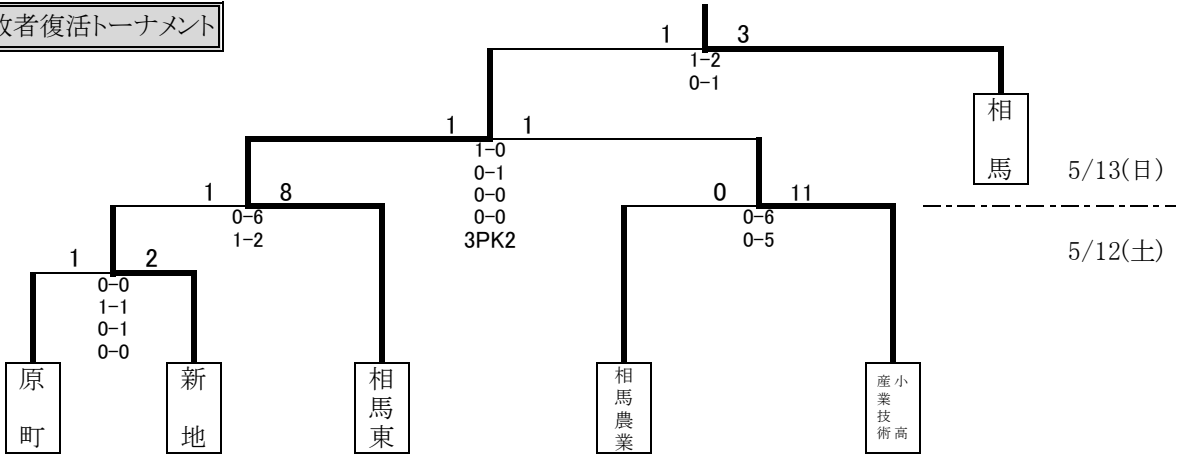 敗者復活トーナメント
1 3
1-2
0-1
相馬
1 1
1-0
0-1
0-0
0-0
3PK2
5/13(日)
1 8
0-6
1-2
0 11
0-6
0-5
5/12(土)
1 2
0-0
1-1
0-1
0-0
原町
新地
相馬東
相馬農業
小高
産業技術